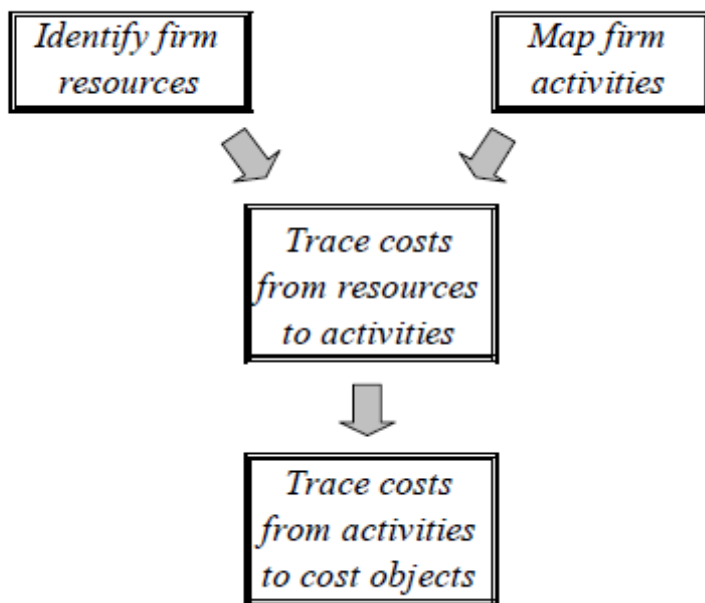 Identify firm
resources
Map firm
activities
Trace costs
from resources
to activities
Trace costs
from activities
to cost objects